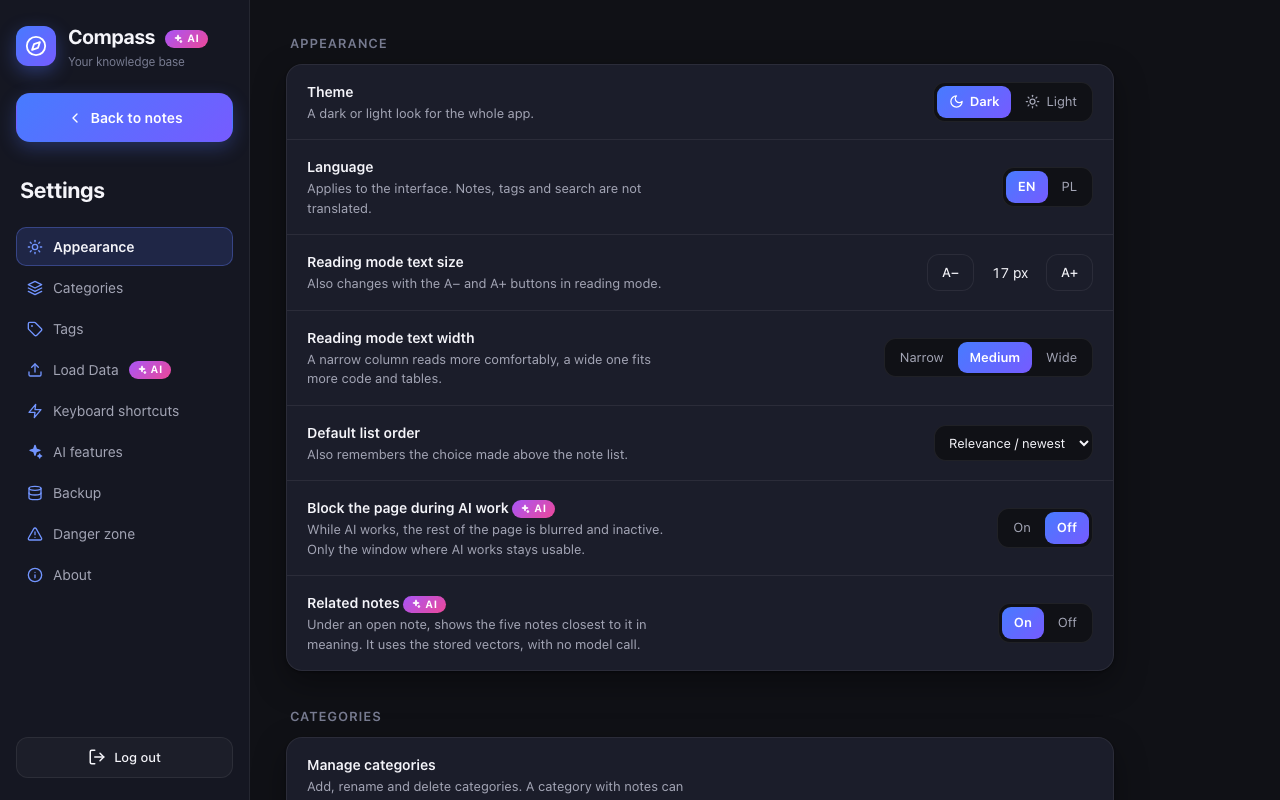 Compass AI
Your knowledge base
Back to notes
Settings
Appearance
Categories
Tags
Load Data AI
Keyboard shortcuts
AI features
Backup
Danger zone
About
Log out
APPEARANCE
Theme
A dark or light look for the whole app.
Dark Light
Language
Applies to the interface. Notes, tags and search are not
translated.
EN PL
Reading mode text size
Also changes with the A− and A+ buttons in reading mode.
A− 17 px A+
Reading mode text width
A narrow column reads more comfortably, a wide one fits
more code and tables.
Narrow Medium Wide
Default list order
Also remembers the choice made above the note list.
Relevance / newest
Block the page during AI work AI
While AI works, the rest of the page is blurred and inactive.
Only the window where AI works stays usable.
On Off
Related notes AI
Under an open note, shows the five notes closest to it in
meaning. It uses the stored vectors, with no model call.
On Off
CATEGORIES
Manage categories
Add, rename and delete categories. A category with notes can